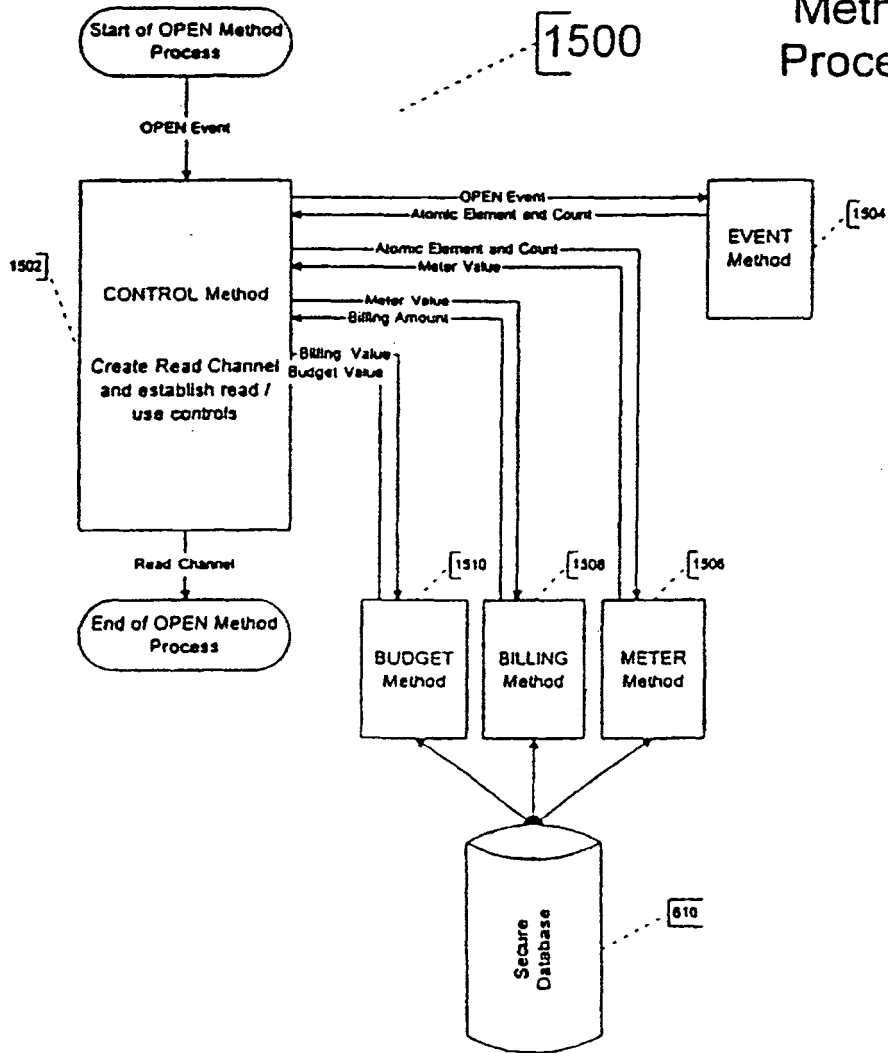 Start of OPEN Method
Process
1500
Meth
Proce
OPEN Event
OPEN Event
Atomic Element and Count
1504
EVENT
Method
1502
Atomic Element and Count
Meter Value
CONTROL Method
Meter Value
Billing Amount
Create Read Channel
and establish read /
use controls
Billing Value
Budget Value
Read Channel
1510
1508
1506
End of OPEN Method
Process
BUDGET
Method
BILLING
Method
METER
Method
Secure
Database
610